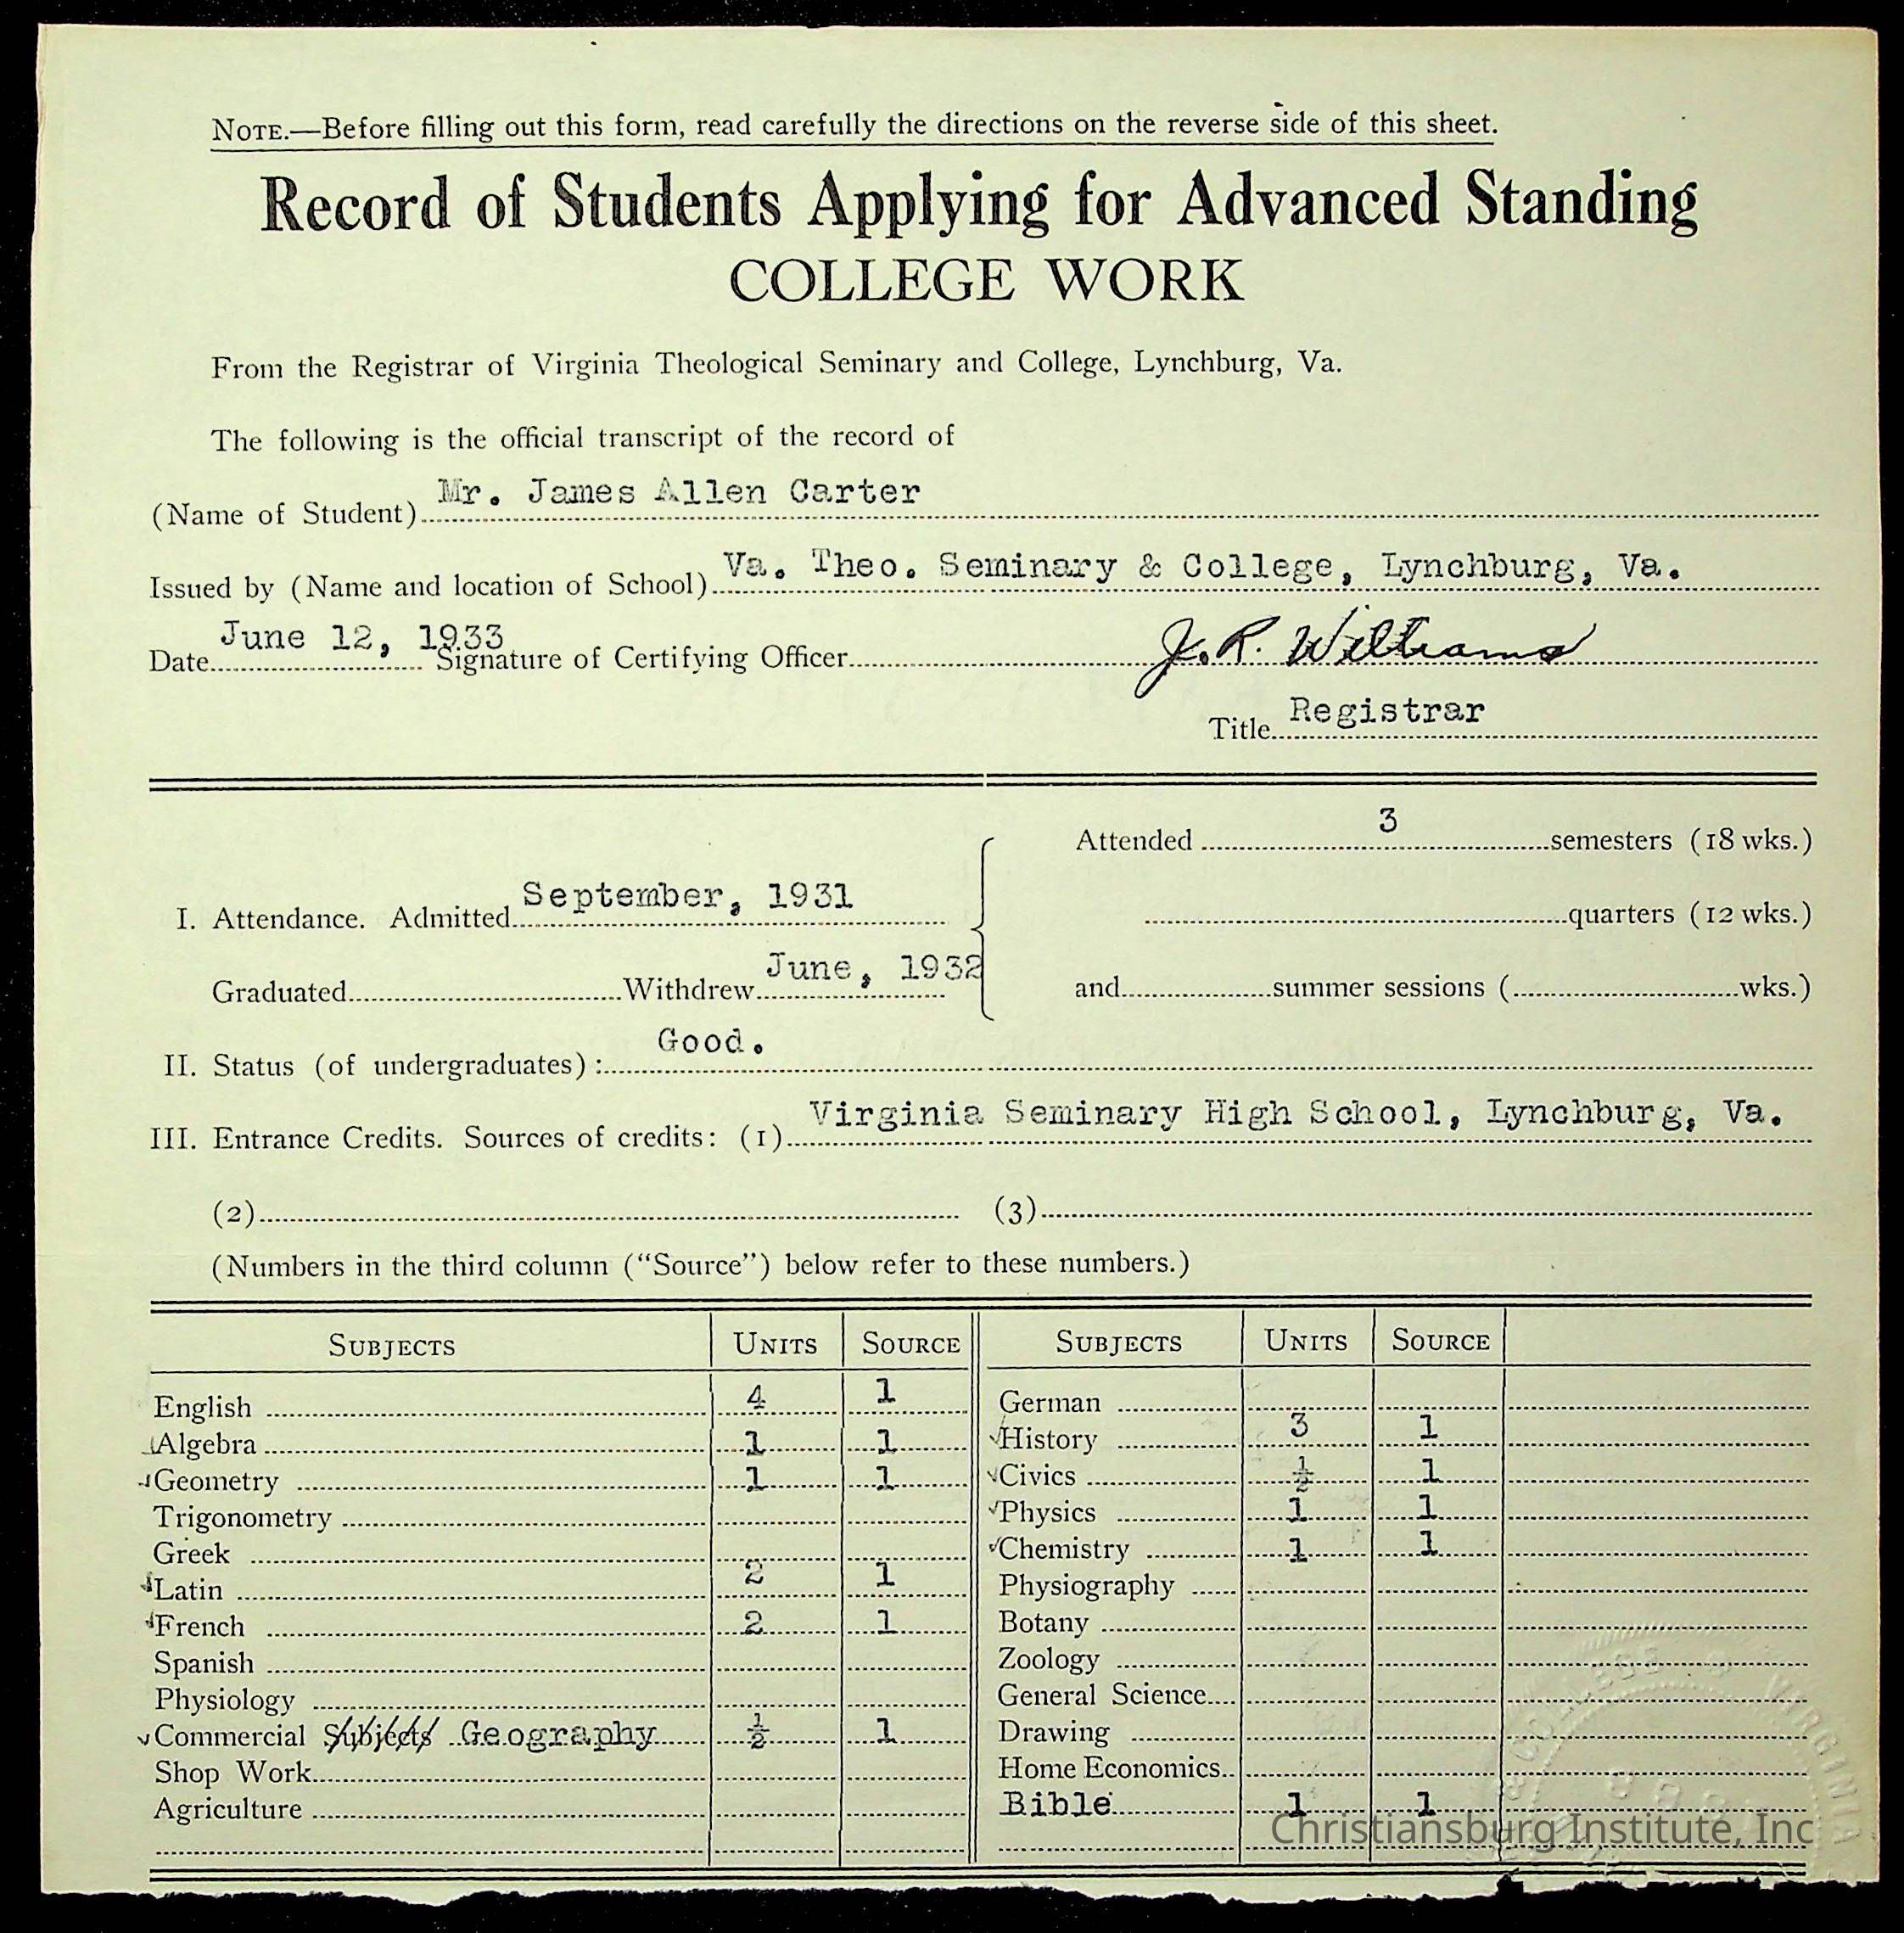 NOTE.—Before filling out this form, read carefully the directions on the reverse side of this sheet.
Record of Students Applying for Advanced Standing
COLLEGE WORK
From the Registrar of Virginia Theological Seminary and College, Lynchburg, Va.
The following is the official transcript of the record of
(Name of Student) Mr. James Allen Carter
Issued by (Name and location of School) Va. Theo. Seminary & College, Lynchburg, Va.
Date June 12, 1933 Signature of Certifying Officer J. R. Williams
Title Registrar
Attended 3 semesters (18 wks.)
I. Attendance. Admitted September, 1931
quarters (12 wks.)
Graduated Withdrew June, 1932
and summer sessions ( wks.)
II. Status (of undergraduates): Good.
III. Entrance Credits. Sources of credits: (1) Virginia Seminary High School, Lynchburg, Va.
(2) (3)
(Numbers in the third column ("Source") below refer to these numbers.)
SUBJECTS UNITS SOURCE SUBJECTS UNITS SOURCE
English 4 1 German
Algebra 1 1 History 3 1
Geometry 1 1 Civics ½ 1
Trigonometry Physics 1 1
Greek Chemistry 1 1
Latin 2 1 Physiography
French 2 1 Botany
Spanish Zoology
Physiology General Science
Commercial Subjects Geography ½ 1 Drawing
Shop Work Home Economics
Agriculture Bible 1 1
Christiansburg Institute, Inc